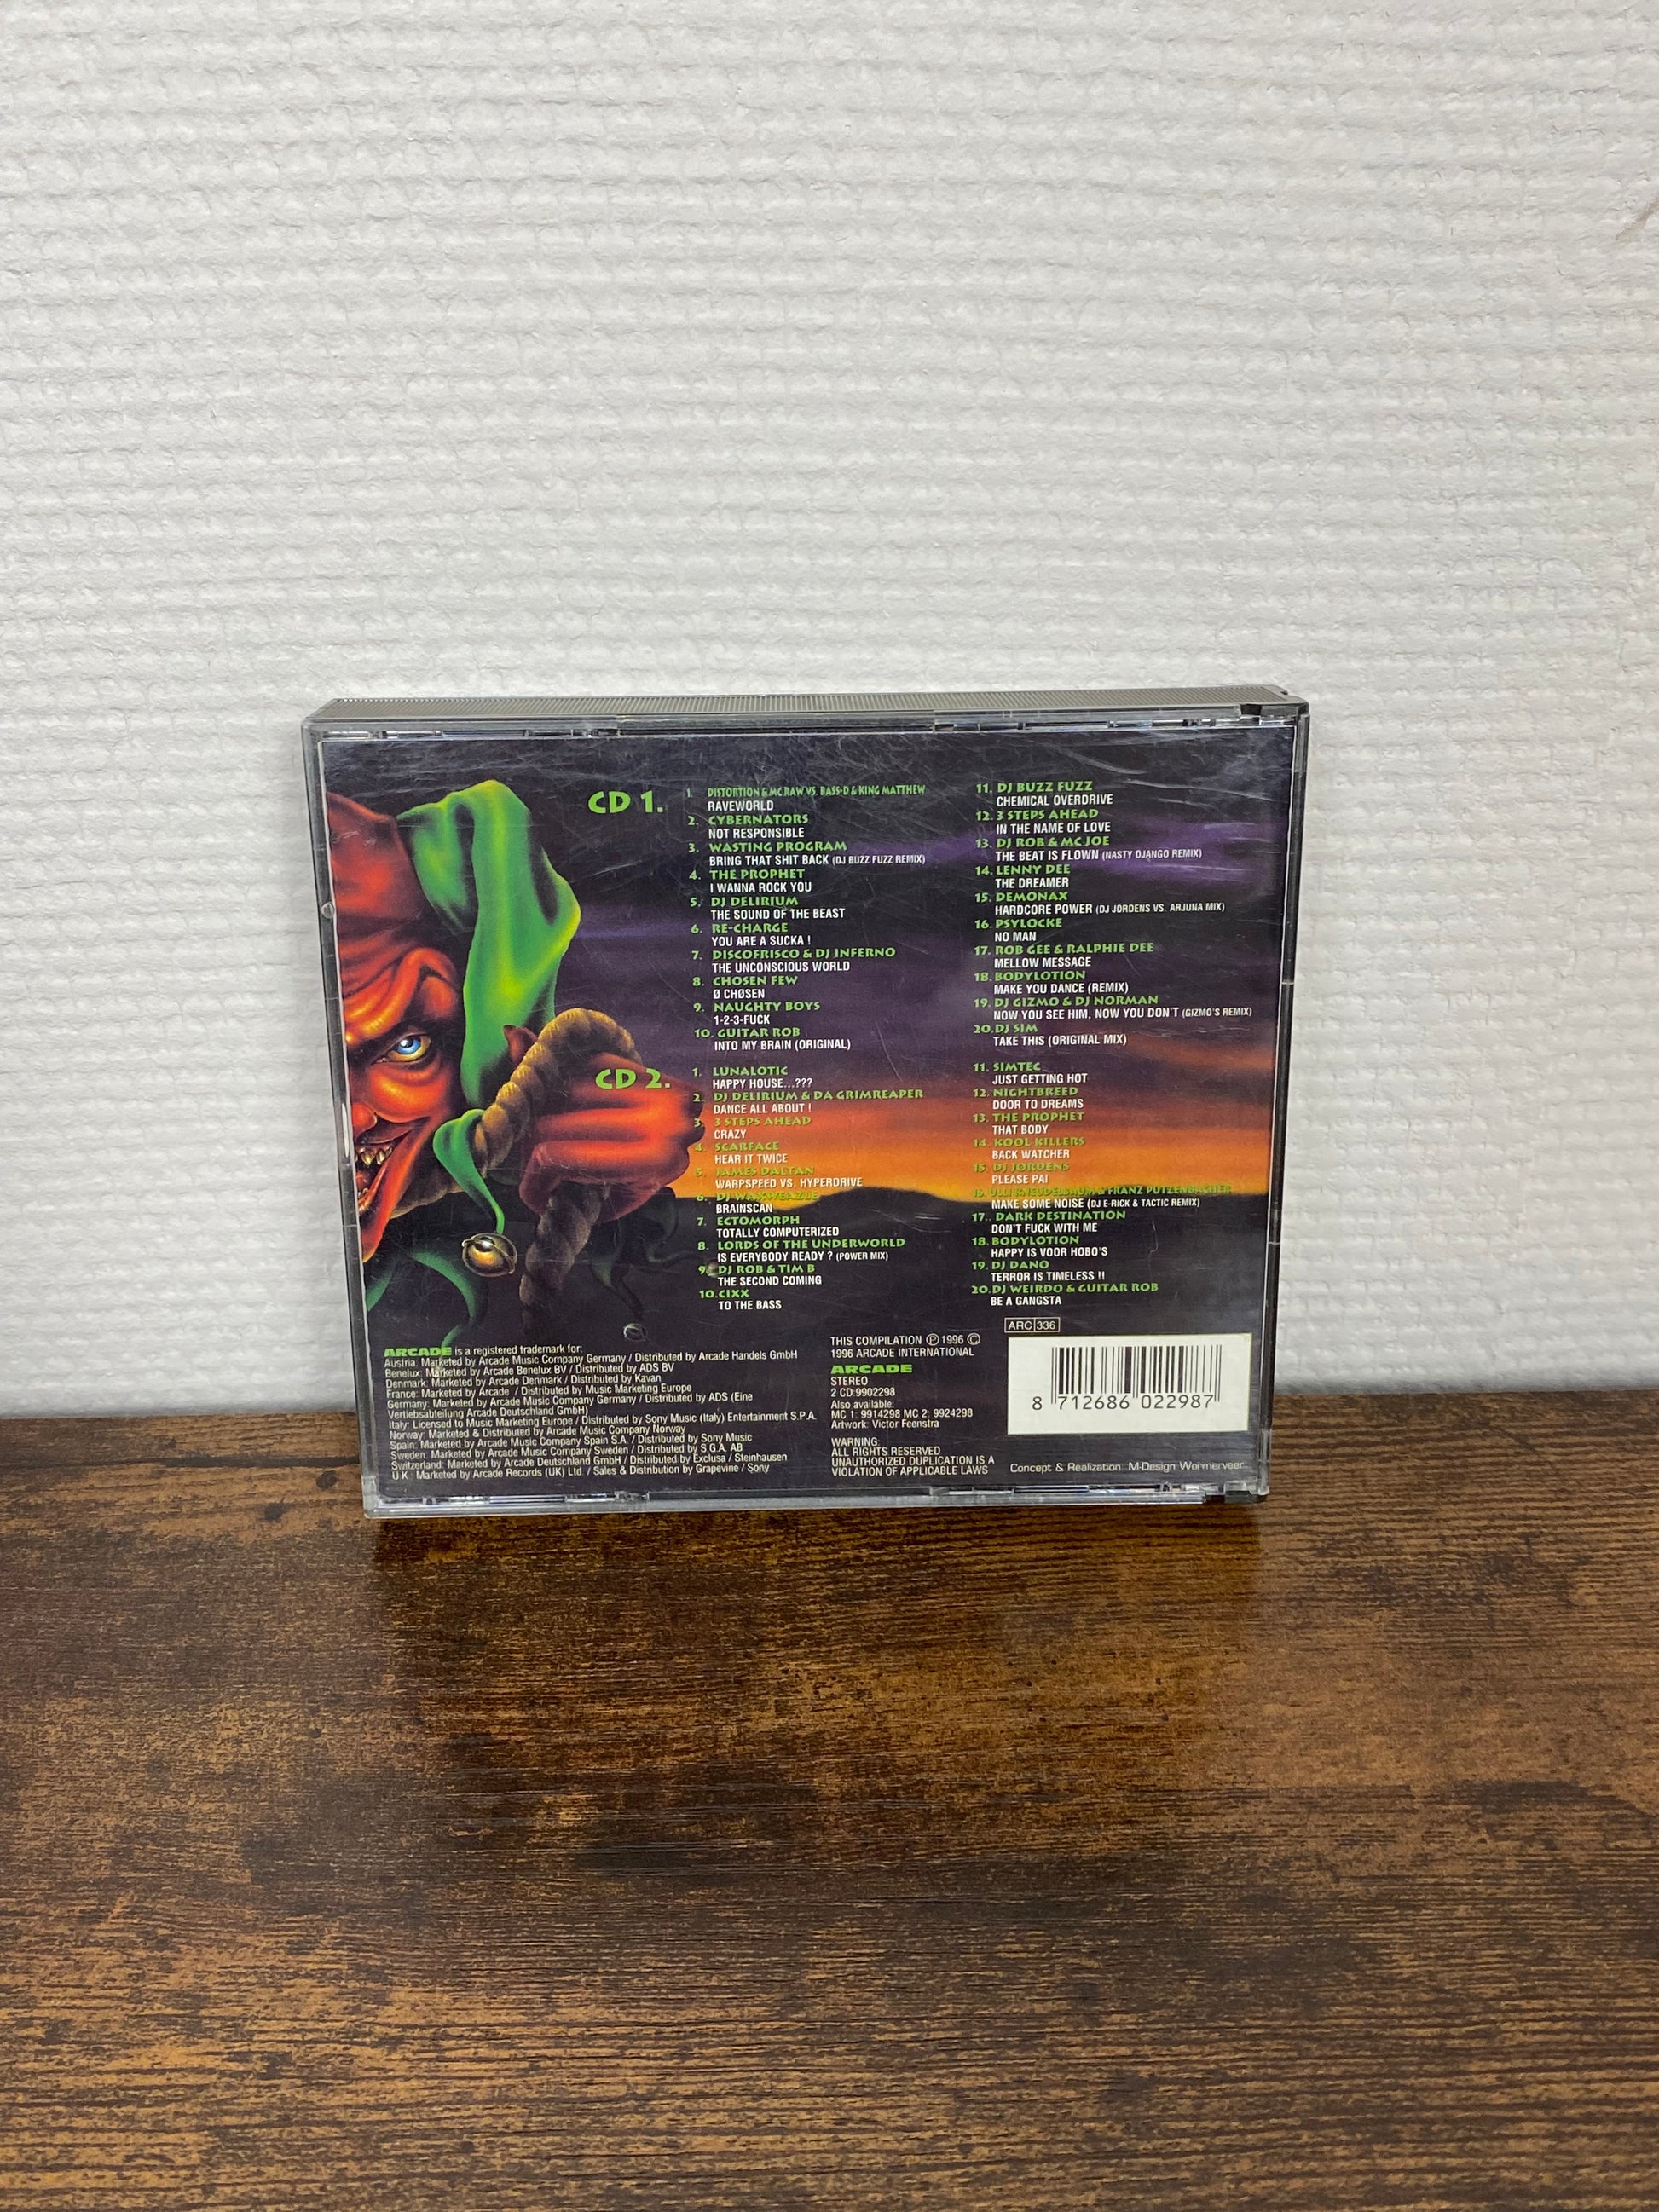 CD 1.
1. DISTORTION & MC RAW VS. BASS-D & KING MATTHEW
RAVEWORLD
2. CYBERNATORS
NOT RESPONSIBLE
3. WASTING PROGRAM
BRING THAT SHIT BACK (DJ BUZZ FUZZ REMIX)
4. THE PROPHET
I WANNA ROCK YOU
5. DJ DELIRIUM
THE SOUND OF THE BEAST
6. RE-CHARGE
YOU ARE A SUCKA !
7. DISCOFRISCO & DJ INFERNO
THE UNCONSCIOUS WORLD
8. CHOSEN FEW
Ø CHØSEN
9. NAUGHTY BOYS
1-2-3-FUCK
10. GUITAR ROB
INTO MY BRAIN (ORIGINAL)
11. DJ BUZZ FUZZ
CHEMICAL OVERDRIVE
12. 3 STEPS AHEAD
IN THE NAME OF LOVE
13. DJ ROB & MC JOE
THE BEAT IS FLOWN (NASTY DJANGO REMIX)
14. LENNY DEE
THE DREAMER
15. DEMONAX
HARDCORE POWER (DJ JORDENS VS. ARJUNA MIX)
16. PSYLOCKE
NO MAN
17. ROB GEE & RALPHIE DEE
MELLOW MESSAGE
18. BODYLOTION
MAKE YOU DANCE (REMIX)
19. DJ GIZMO & DJ NORMAN
NOW YOU SEE HIM, NOW YOU DON'T (GIZMO'S REMIX)
20. DJ SIM
TAKE THIS (ORIGINAL MIX)
CD 2.
1. LUNALOTIC
HAPPY HOUSE...???
2. DJ DELIRIUM & DA GRIMREAPER
DANCE ALL ABOUT !
3. 3 STEPS AHEAD
CRAZY
4. SCARFACE
HEAR IT TWICE
5. JAMES DALTAN
WARPSPEED VS. HYPERDRIVE
6. DJ WAXWEAZLE
BRAINSCAN
7. ECTOMORPH
TOTALLY COMPUTERIZED
8. LORDS OF THE UNDERWORLD
IS EVERYBODY READY ? (POWER MIX)
9. DJ ROB & TIM B
THE SECOND COMING
10. CIXX
TO THE BASS
11. SIMTEC
JUST GETTING HOT
12. NIGHTBREED
DOOR TO DREAMS
13. THE PROPHET
THAT BODY
14. KOOL KILLERS
BACK WATCHER
15. DJ JORDENS
PLEASE PAI
16. ULLI KNEUDELBAUM & FRANZ PUTZENBACHER
MAKE SOME NOISE (DJ E-RICK & TACTIC REMIX)
17. DARK DESTINATION
DON'T FUCK WITH ME
18. BODYLOTION
HAPPY IS VOOR HOBO'S
19. DJ DANO
TERROR IS TIMELESS !!
20. DJ WEIRDO & GUITAR ROB
BE A GANGSTA
ARCADE is a registered trademark for:
Austria: Marketed by Arcade Music Company Germany / Distributed by Arcade Handels GmbH
Benelux: Marketed by Arcade Benelux BV / Distributed by ADS BV
Denmark: Marketed by Arcade Denmark / Distributed by Kavan
France: Marketed by Arcade / Distributed by Music Marketing Europe
Germany: Marketed by Arcade Music Company Germany / Distributed by ADS (Eine
Vertiebsabteilung Arcade Deutschland GmbH)
Italy: Licensed to Music Marketing Europe / Distributed by Sony Music (Italy) Entertainment S.P.A.
Norway: Marketed & Distributed by Arcade Music Company Norway
Spain: Marketed by Arcade Music Company Spain S.A. / Distributed by Sony Music
Sweden: Marketed by Arcade Music Company Sweden / Distributed by S.G.A. AB
Switzerland: Marketed by Arcade Deutschland GmbH / Distributed by Exclusa / Steinhausen
U.K.: Marketed by Arcade Records (UK) Ltd. / Sales & Distribution by Grapevine / Sony
THIS COMPILATION Ⓟ 1996 ©
1996 ARCADE INTERNATIONAL
ARCADE
STEREO
2 CD 9902298
Also available:
MC 1: 9914298 MC 2: 9924298
Artwork: Victor Feenstra
WARNING:
ALL RIGHTS RESERVED
UNAUTHORIZED DUPLICATION IS A
VIOLATION OF APPLICABLE LAWS
ARC 336
8 712686 022987
Concept & Realization: M-Design Wormerveer